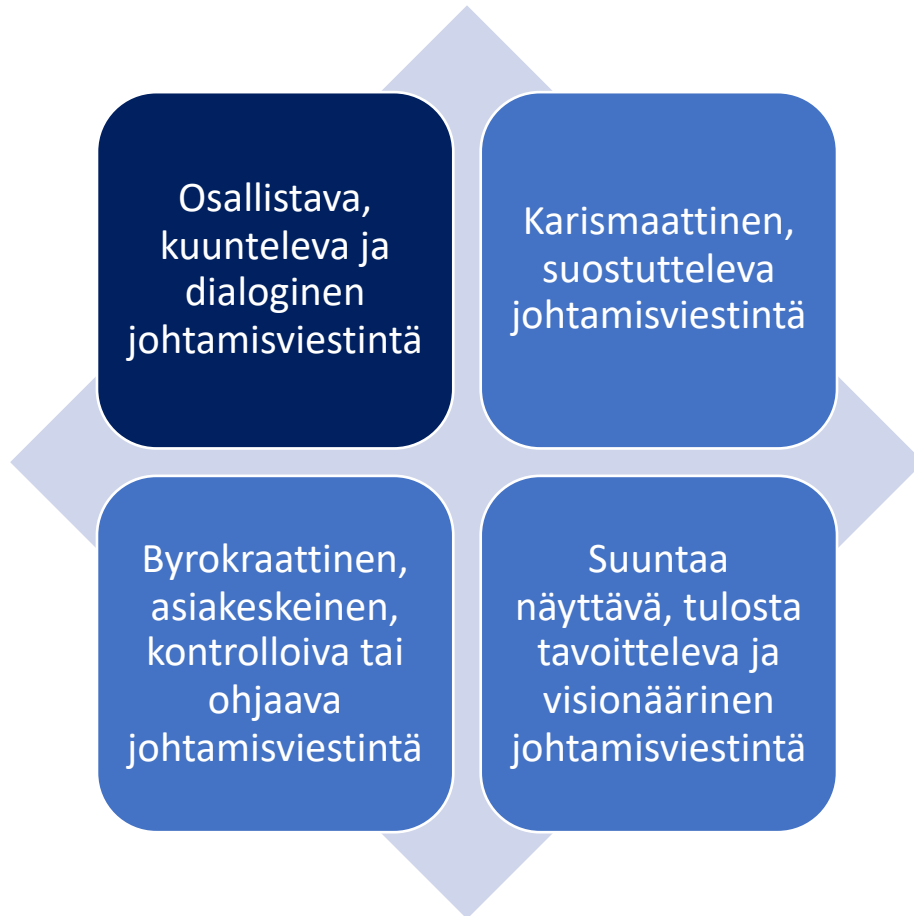 Osallistava,
kuunteleva ja
dialoginen
johtamisviestintä
Karismaattinen,
suostutteleva
johtamisviestintä
Byrokraattinen,
asiakeskeinen,
kontrolloiva tai
ohjaava
johtamisviestintä
Suuntaa
näyttävä, tulosta
tavoitteleva ja
visionäärinen
johtamisviestintä